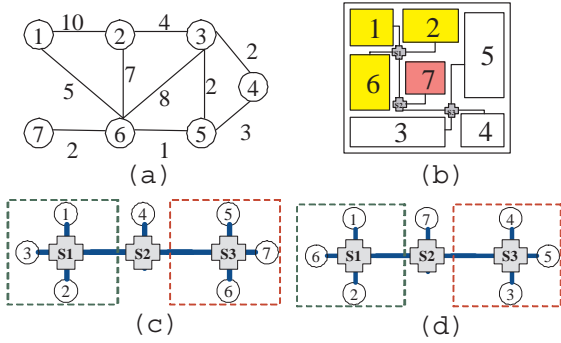 1 10 2 4 3 2
5 7 8 2 4
7 2 6 1 5 3
(a)
1 2 5
6 7
S1
S2
S3
3 4
(b)
1 4 5
3 S1 S2 S3 7
2 6
(c)
1 7 4
6 S1 S2 S3 5
2 3
(d)